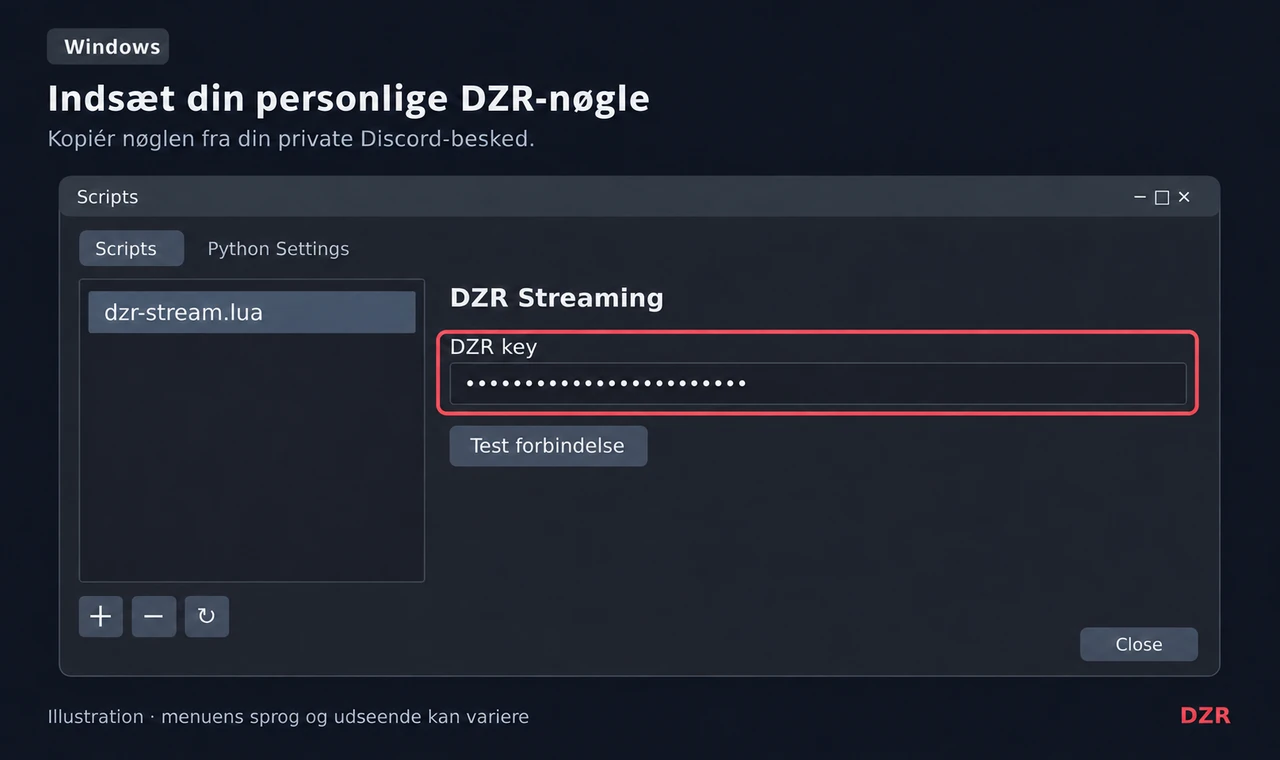 Windows
Indsæt din personlige DZR-nøgle
Kopiér nøglen fra din private Discord-besked.
Scripts
Scripts
Python Settings
dzr-stream.lua
DZR Streaming
DZR key
••••••••••••••••••••••••
Test forbindelse
Close
Illustration · menuens sprog og udseende kan variere
DZR